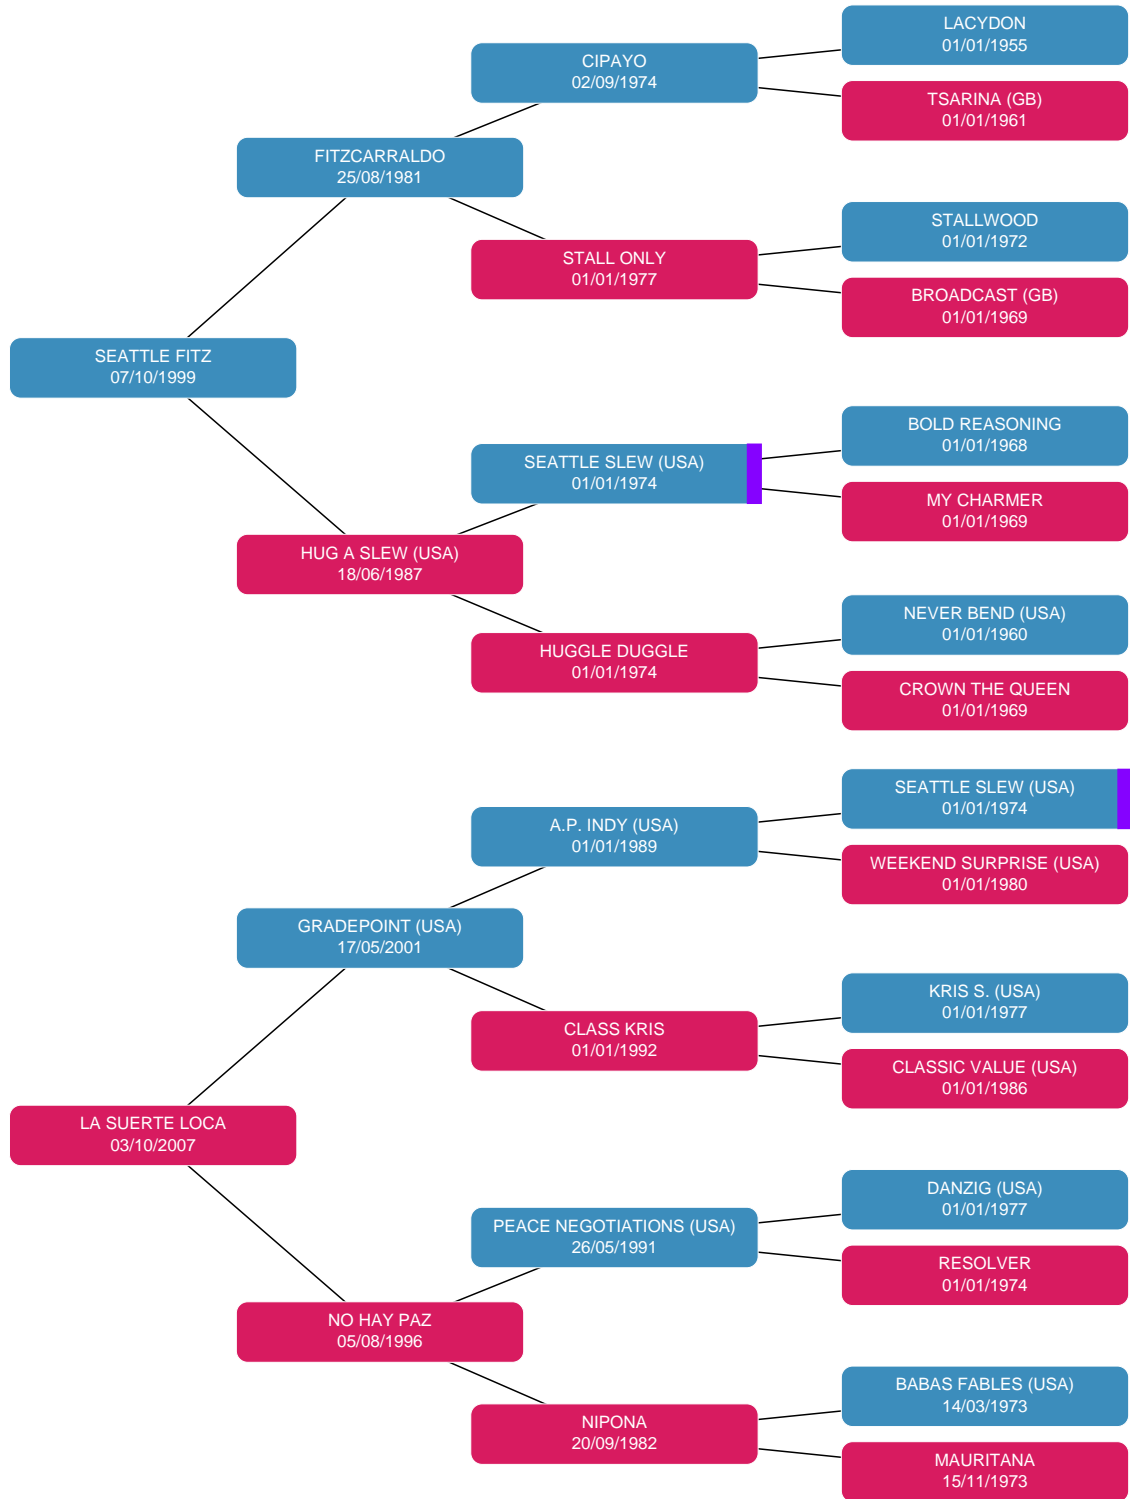 LACYDON
01/01/1955
CIPAYO
02/09/1974
TSARINA (GB)
01/01/1961
FITZCARRALDO
25/08/1981
STALLWOOD
01/01/1972
STALL ONLY
01/01/1977
BROADCAST (GB)
01/01/1969
SEATTLE FITZ
07/10/1999
BOLD REASONING
01/01/1968
SEATTLE SLEW (USA)
01/01/1974
MY CHARMER
01/01/1969
HUG A SLEW (USA)
18/06/1987
NEVER BEND (USA)
01/01/1960
HUGGLE DUGGLE
01/01/1974
CROWN THE QUEEN
01/01/1969
SEATTLE SLEW (USA)
01/01/1974
A.P. INDY (USA)
01/01/1989
WEEKEND SURPRISE (USA)
01/01/1980
GRADEPOINT (USA)
17/05/2001
KRIS S. (USA)
01/01/1977
CLASS KRIS
01/01/1992
CLASSIC VALUE (USA)
01/01/1986
LA SUERTE LOCA
03/10/2007
DANZIG (USA)
01/01/1977
PEACE NEGOTIATIONS (USA)
26/05/1991
RESOLVER
01/01/1974
NO HAY PAZ
05/08/1996
BABAS FABLES (USA)
14/03/1973
NIPONA
20/09/1982
MAURITANA
15/11/1973